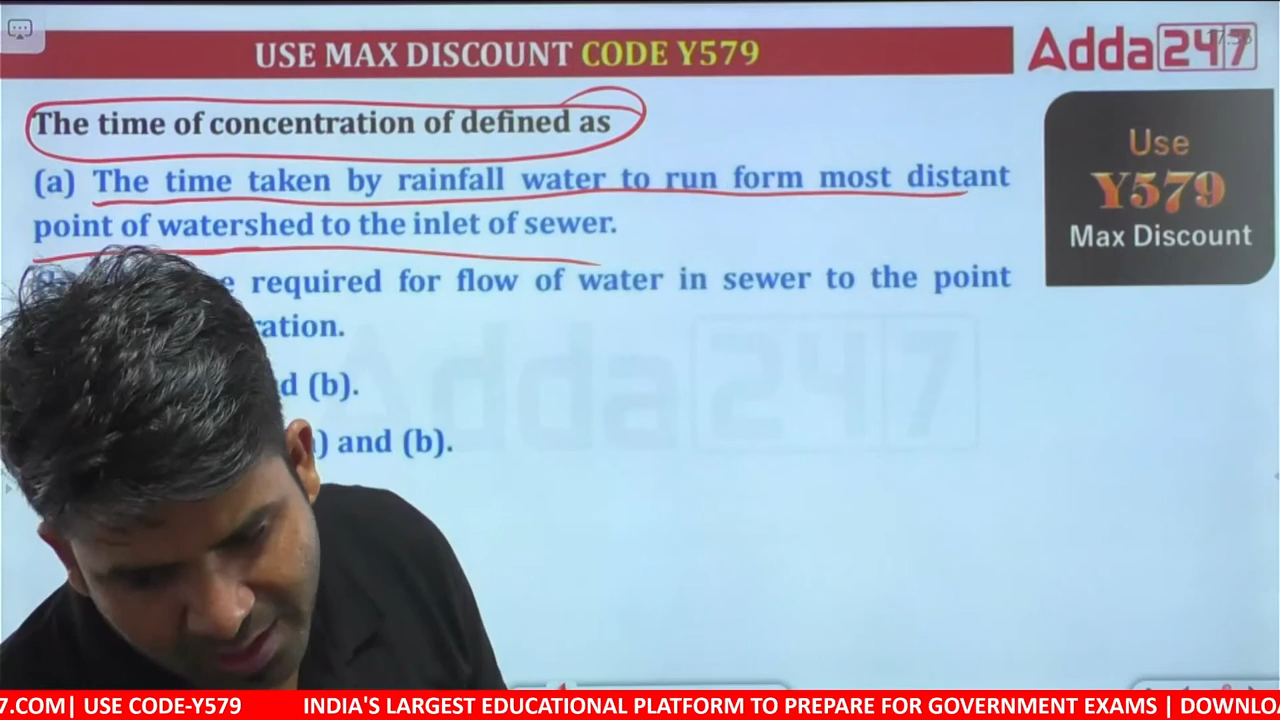 USE MAX DISCOUNT CODE Y579
Adda247
The time of concentration of defined as
(a) The time taken by rainfall water to run form most distant
point of watershed to the inlet of sewer.
required for flow of water in sewer to the point
ation.
d (b).
) and (b).
Use
Y579
Max Discount
Adda247
7.COM| USE CODE-Y579 INDIA'S LARGEST EDUCATIONAL PLATFORM TO PREPARE FOR GOVERNMENT EXAMS | DOWNLO